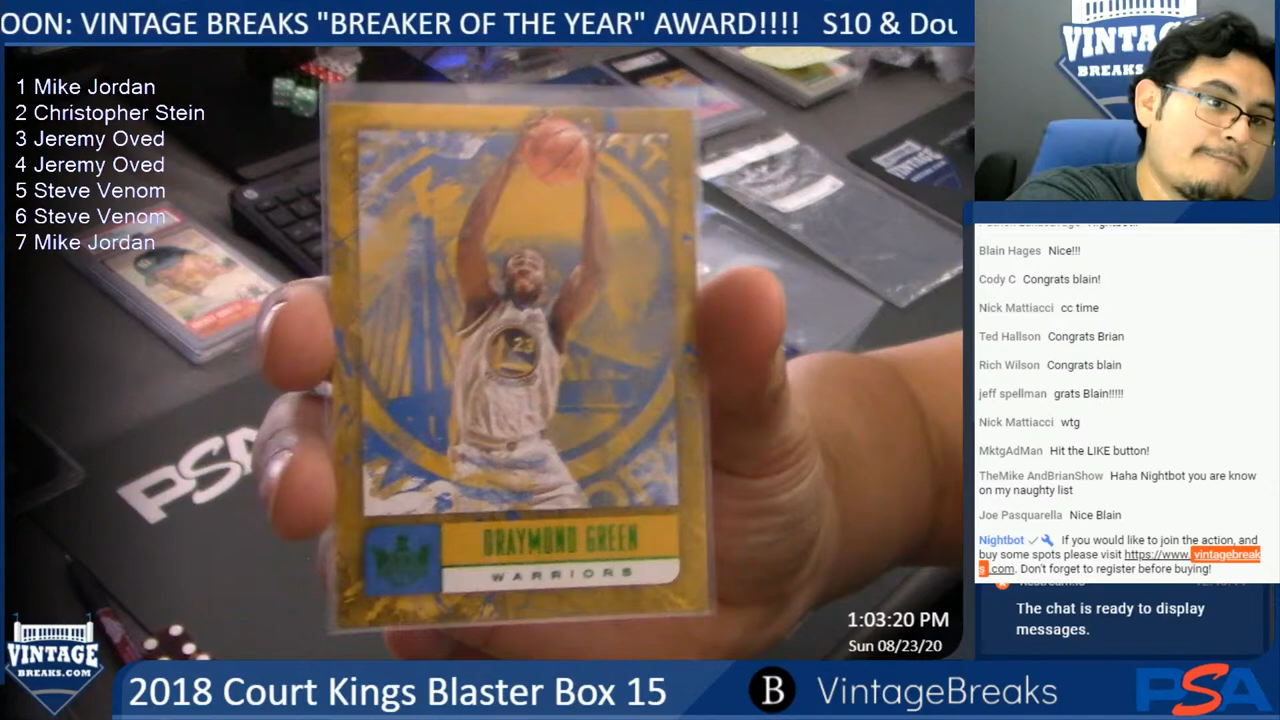 OON: VINTAGE BREAKS "BREAKER OF THE YEAR" AWARD!!!! S10 & Dou
1 Mike Jordan
2 Christopher Stein
3 Jeremy Oved
4 Jeremy Oved
5 Steve Venom
6 Steve Venom
7 Mike Jordan
PSA
23
DRAYMOND GREEN
WARRIORS
1:03:20 PM
Sun 08/23/20
VINTAGE
BREAKS.COM
2018 Court Kings Blaster Box 15
B VintageBreaks
PSA
VINTAG
BREAKS
Blain Hages Nice!!!
Cody C Congrats blain!
Nick Mattiacci cc time
Ted Hallson Congrats Brian
Rich Wilson Congrats blain
jeff spellman grats Blain!!!!!
Nick Mattiacci wtg
MktgAdMan Hit the LIKE button!
TheMike AndBrianShow Haha Nightbot you are know
on my naughty list
Joe Pasquarella Nice Blain
Nightbot If you would like to join the action, and
buy some spots please visit https://www.vintagebreak
s.com. Don't forget to register before buying!
The chat is ready to display
messages.